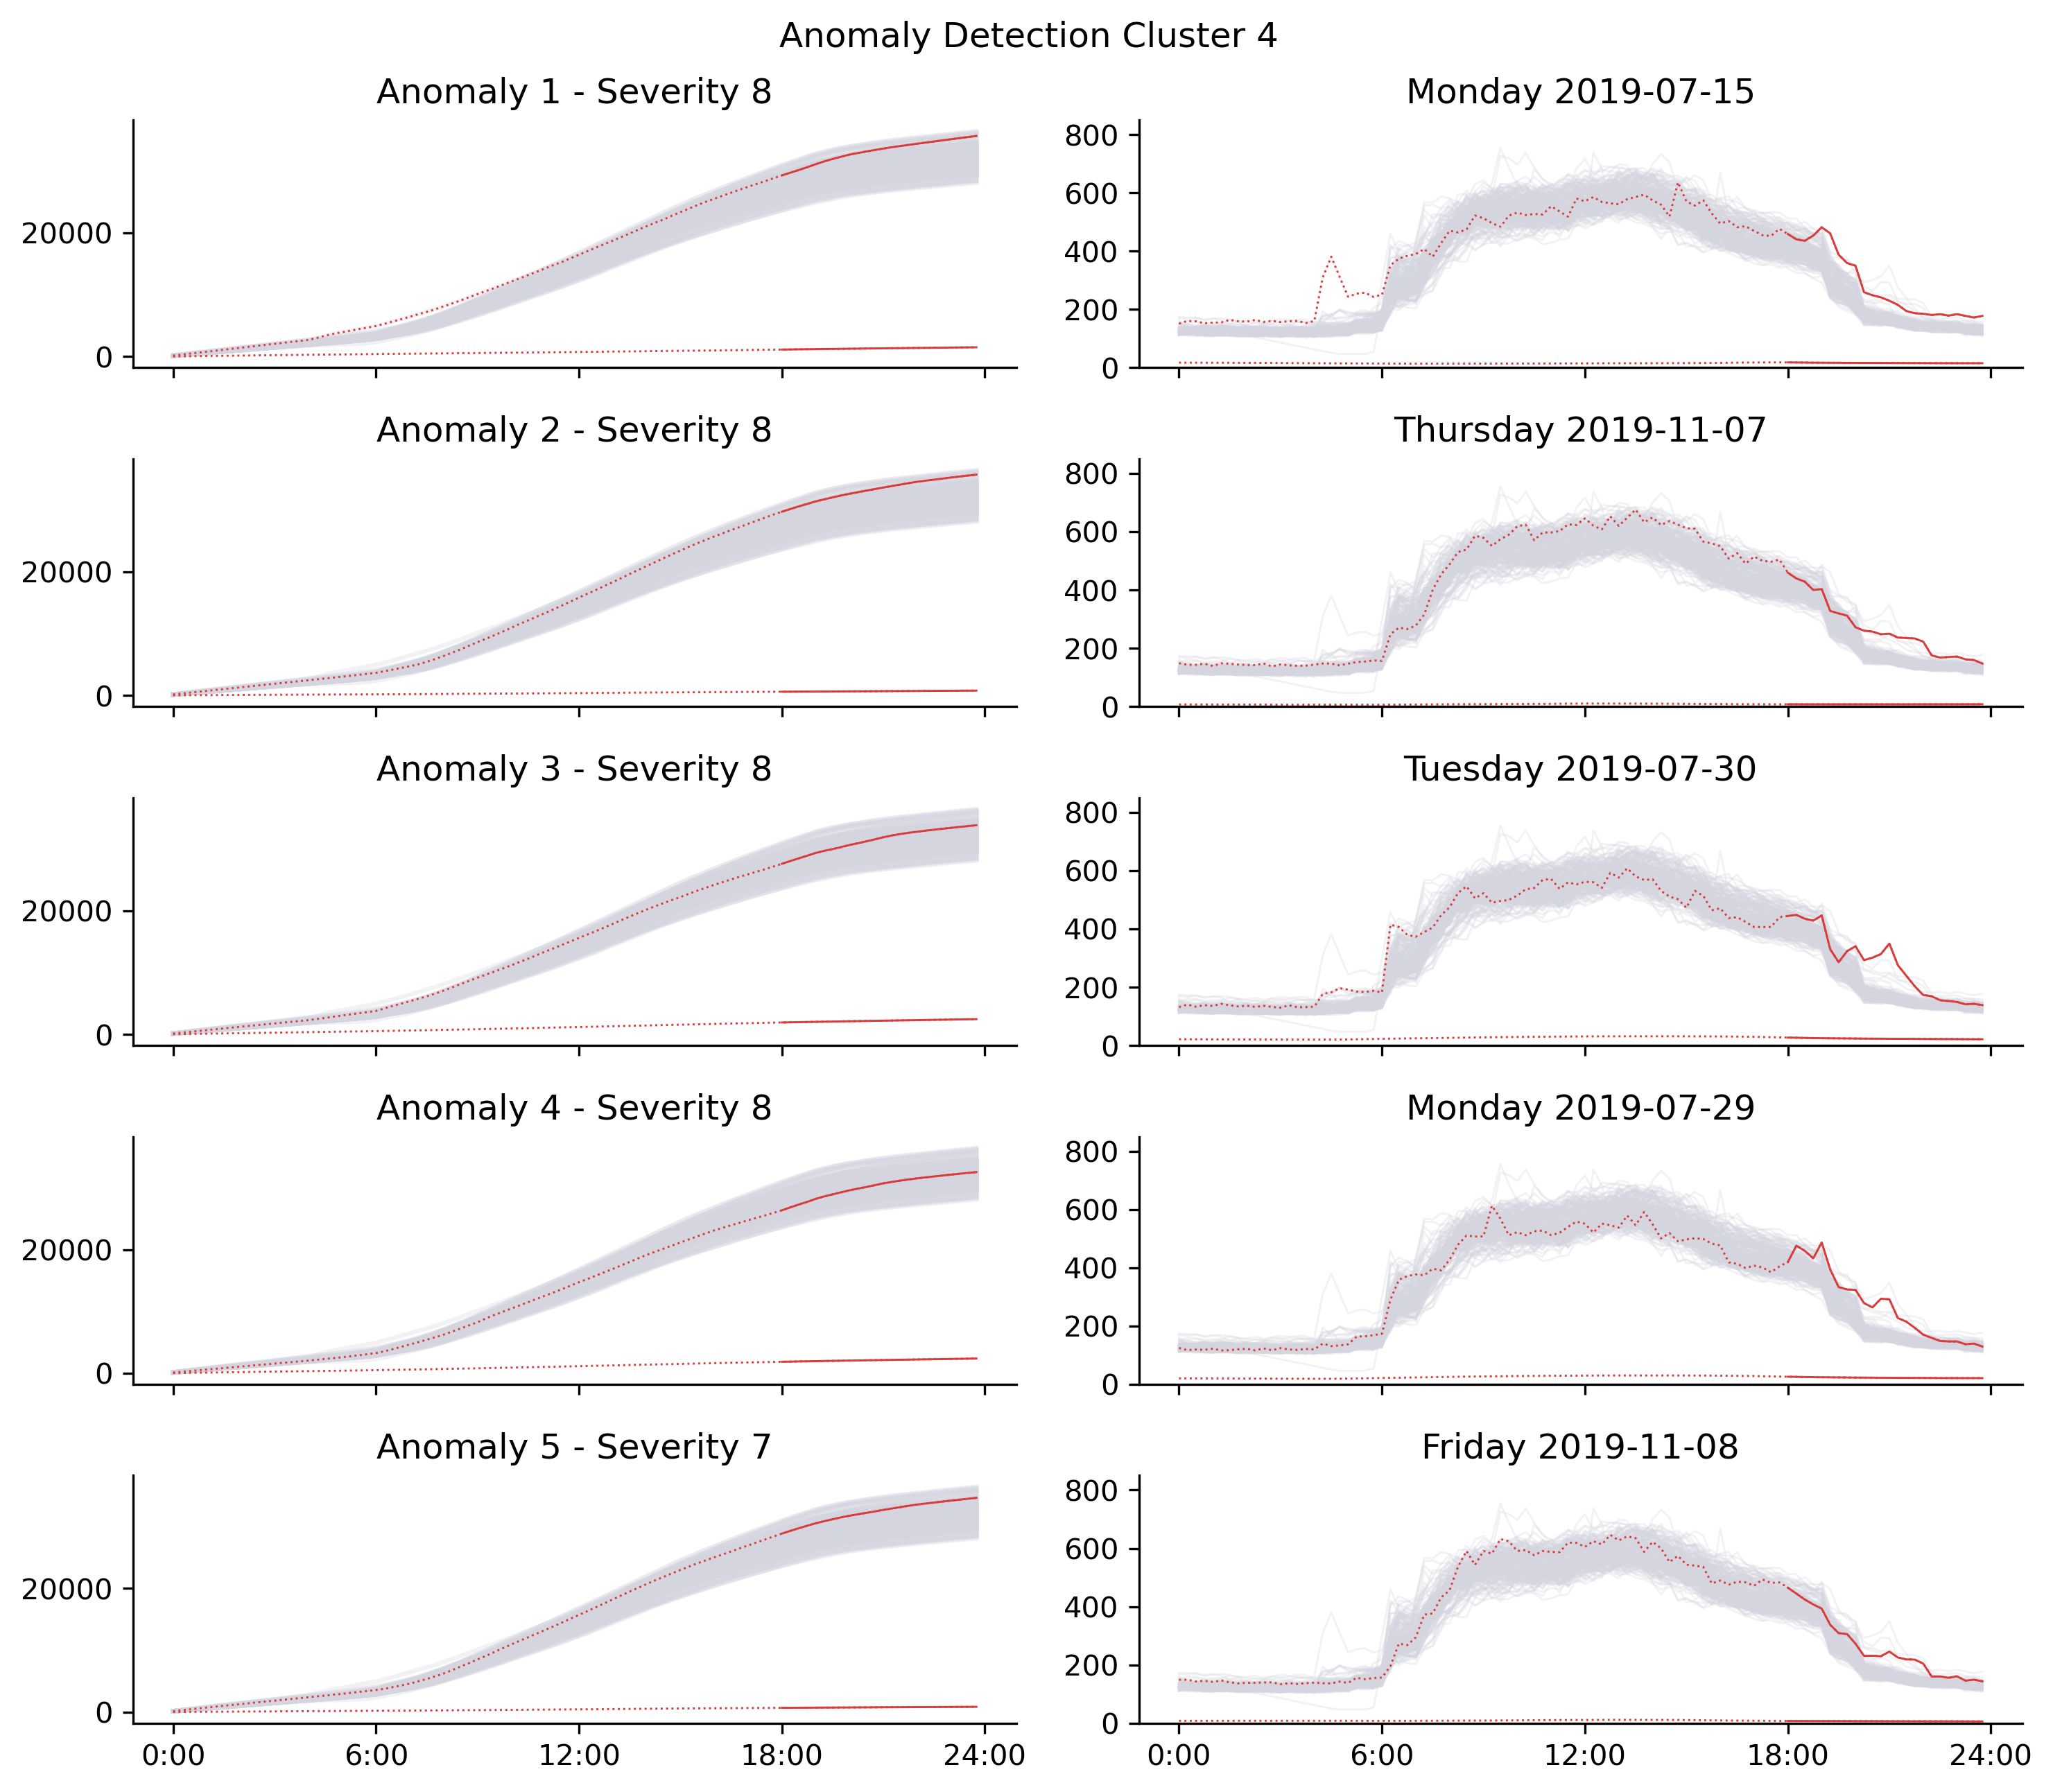 Anomaly Detection Cluster 4
Anomaly 1 - Severity 8
20000
0
Monday 2019-07-15
800
600
400
200
0
Anomaly 2 - Severity 8
20000
0
Thursday 2019-11-07
800
600
400
200
0
Anomaly 3 - Severity 8
20000
0
Tuesday 2019-07-30
800
600
400
200
0
Anomaly 4 - Severity 8
20000
0
Monday 2019-07-29
800
600
400
200
0
Anomaly 5 - Severity 7
20000
0
0:00 6:00 12:00 18:00 24:00
Friday 2019-11-08
800
600
400
200
0
0:00 6:00 12:00 18:00 24:00